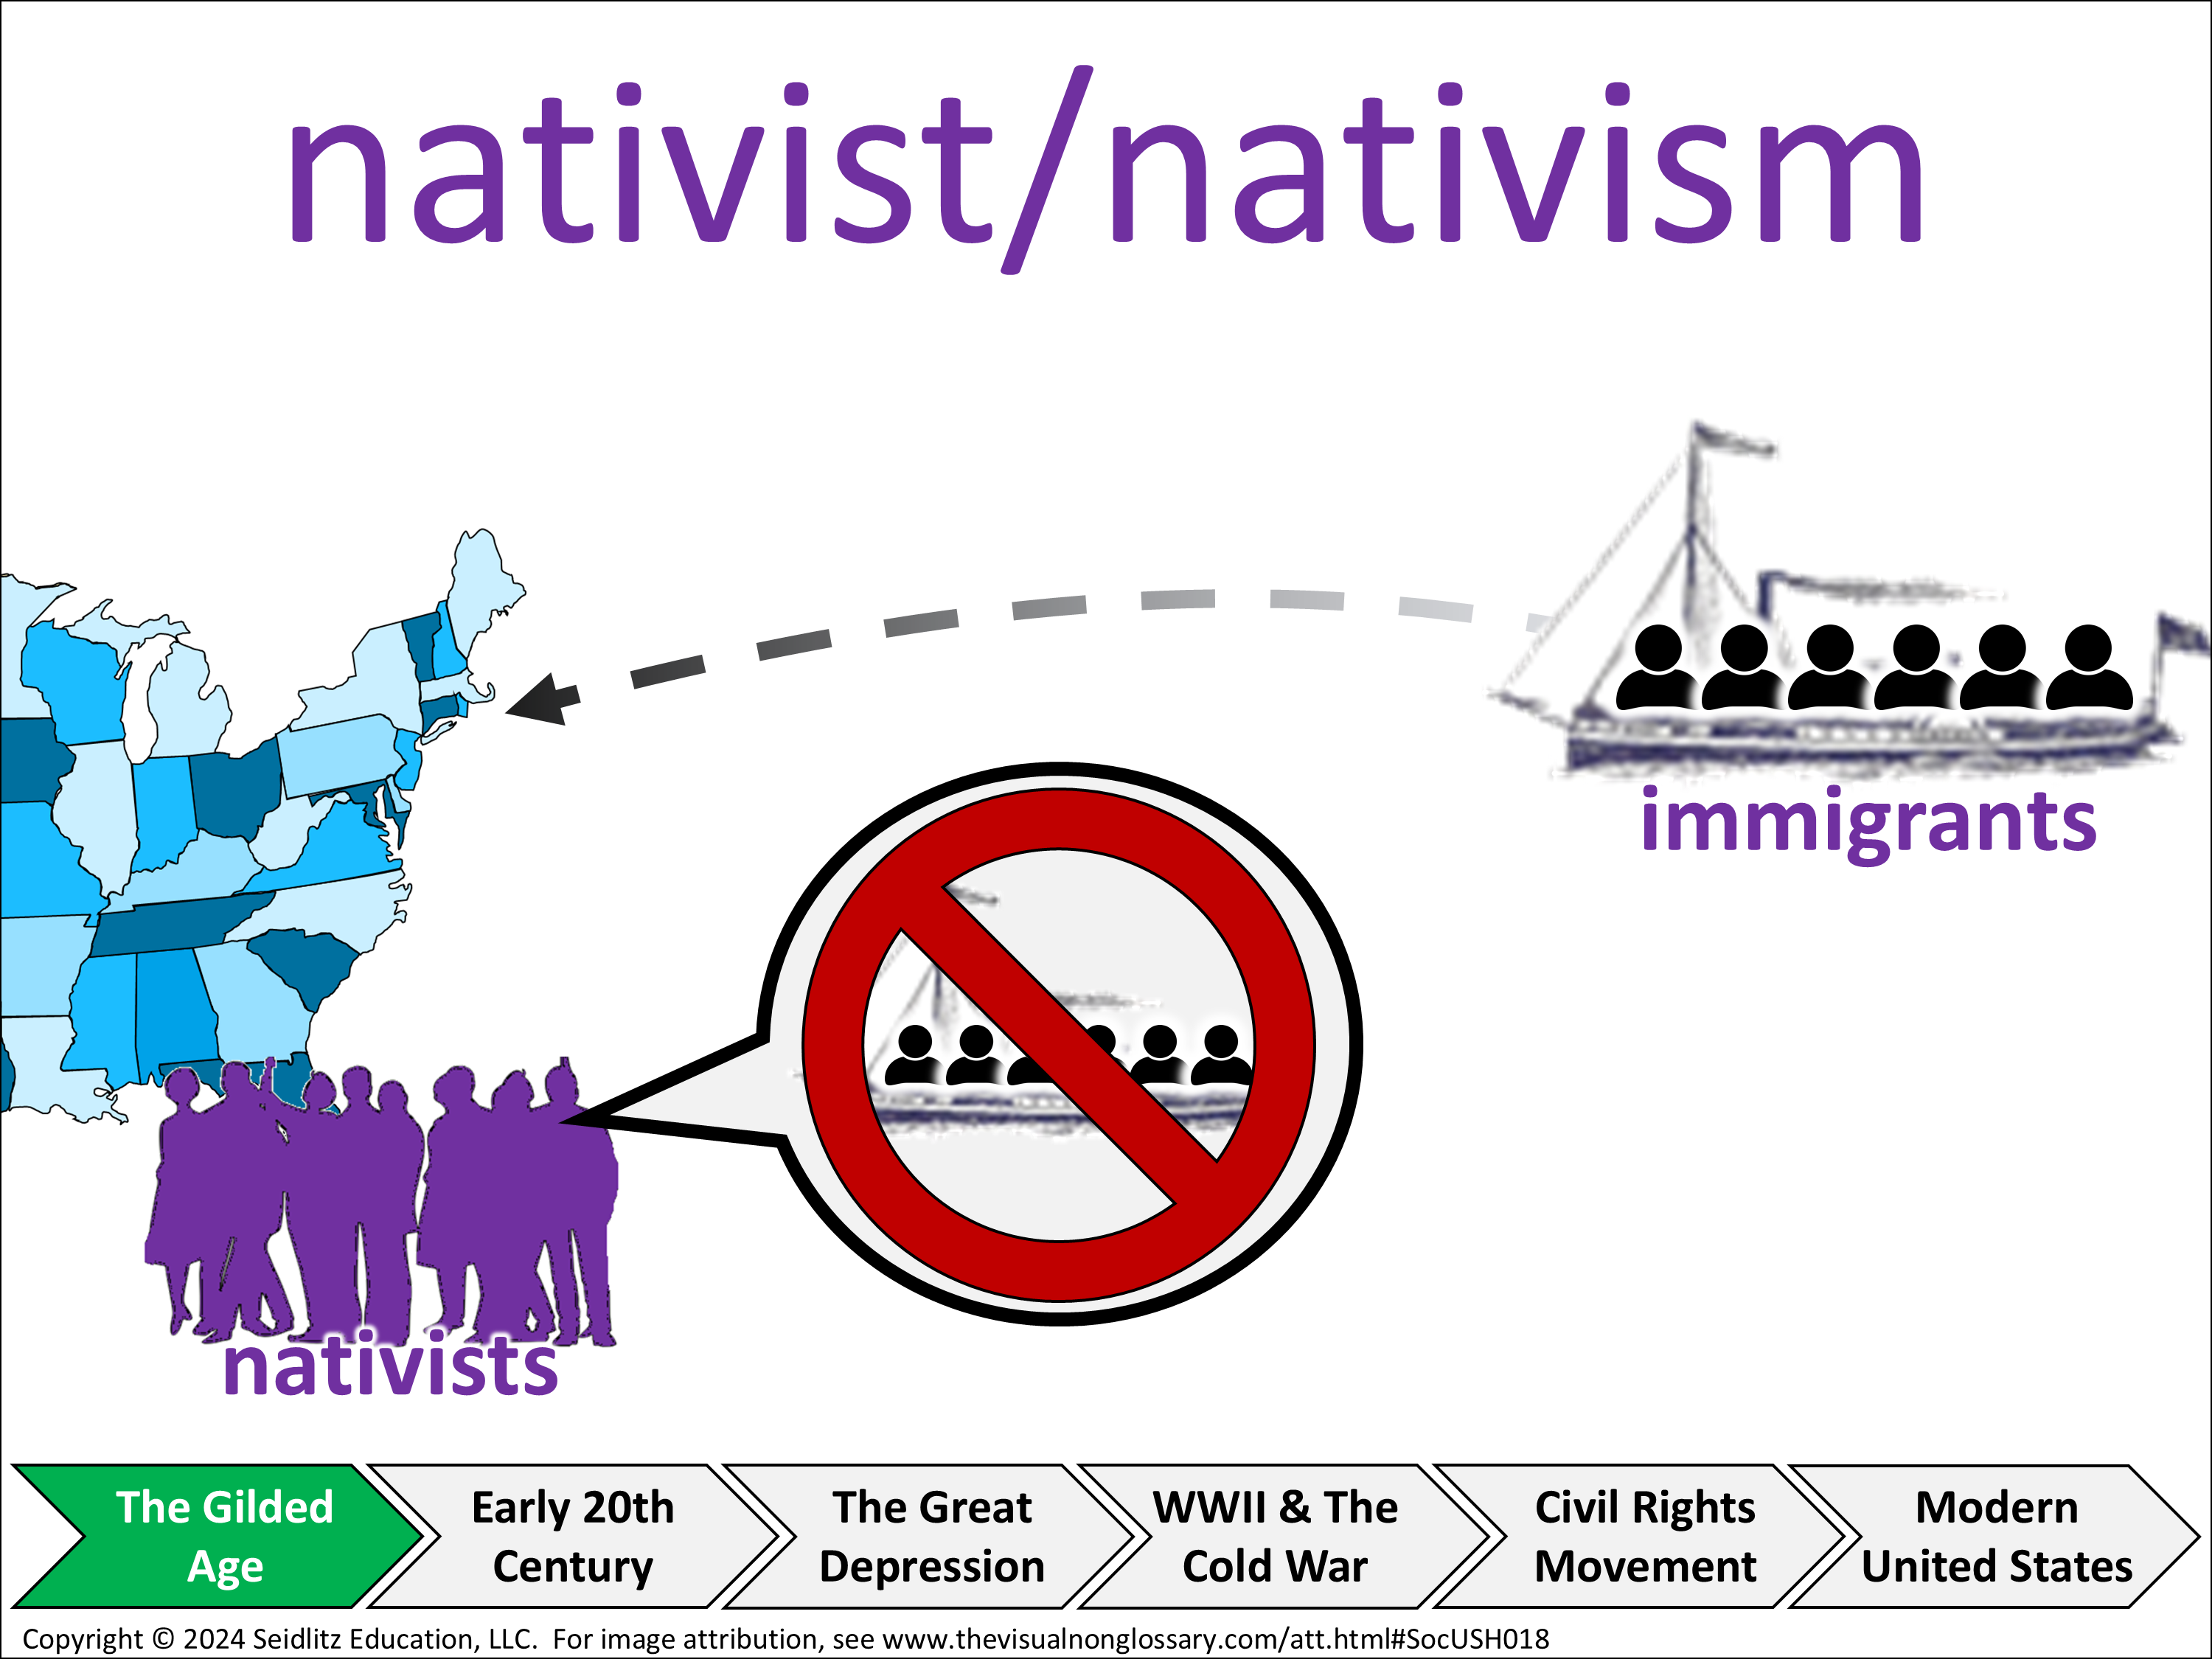 nativist/nativism
immigrants
nativists
The Gilded
Age
Early 20th
Century
The Great
Depression
WWII & The
Cold War
Civil Rights
Movement
Modern
United States
Copyright © 2024 Seidlitz Education, LLC.  For image attribution, see www.thevisualnonglossary.com/att.html#SocUSH018